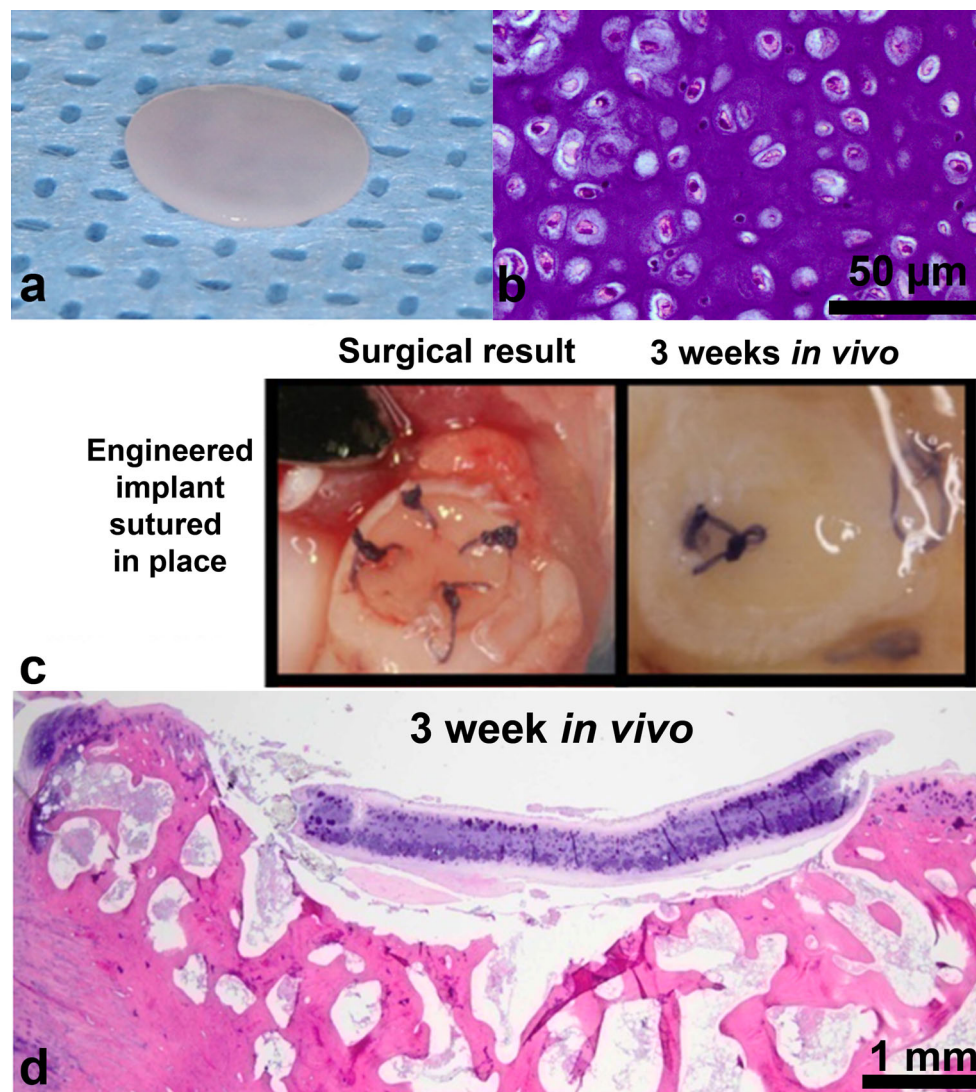 a
b
50 µm
Surgical result
3 weeks in vivo
Engineered
implant
sutured
in place
c
3 week in vivo
d
1 mm